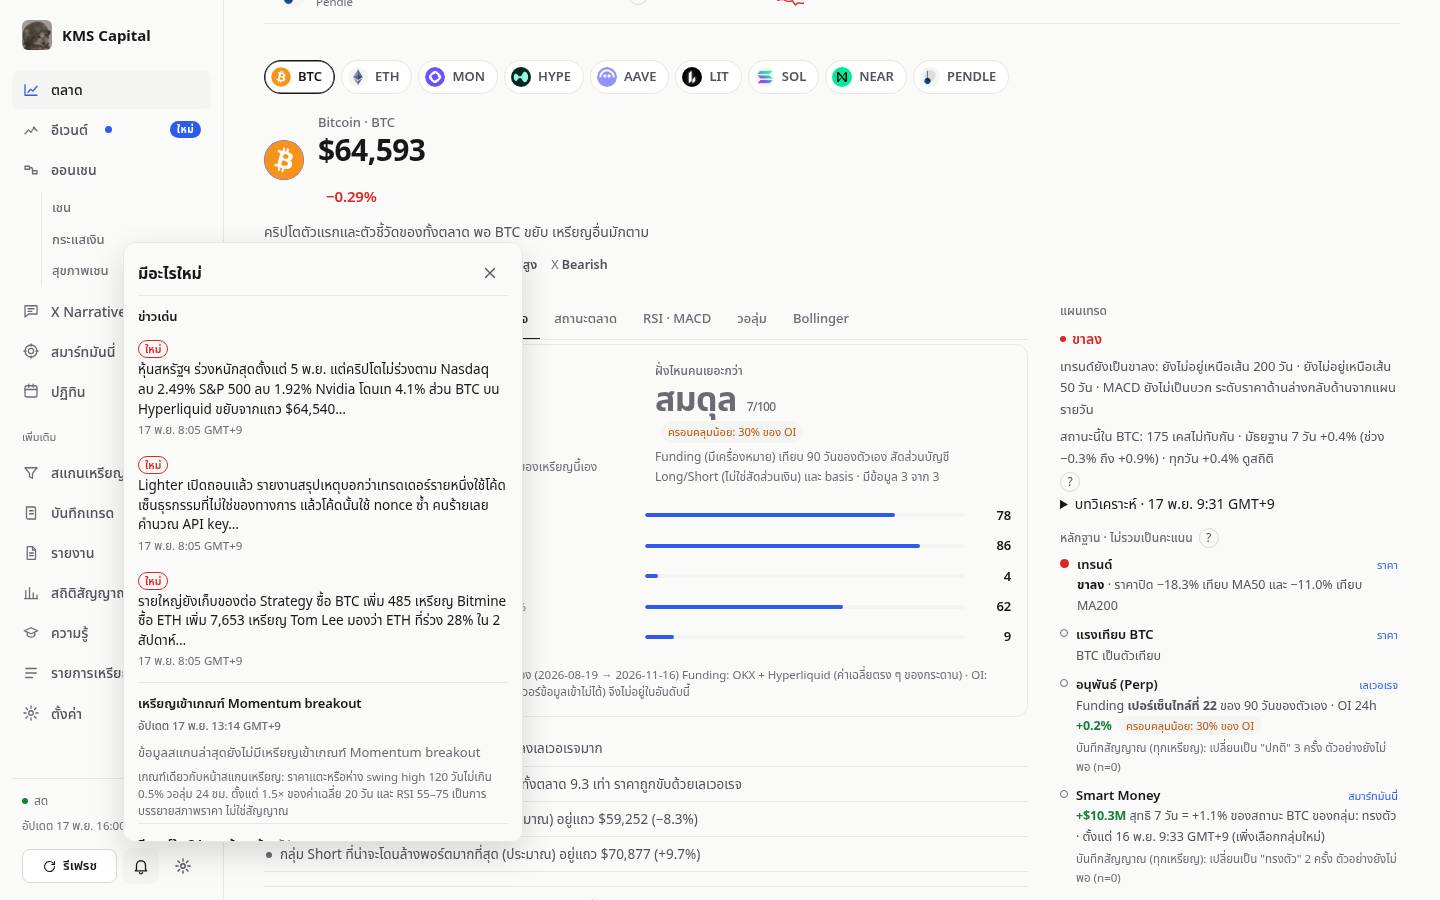 Pendle
KMS Capital
ตลาด
อีเวนต์
ใหม่
ออนเชน
เชน
กระแสเงิน
สุขภาพเชน
X Narrative
สมาร์ทมันนี่
ปฏิทิน
เพิ่มเติม
สแกนเหรียญ
บันทึกเทรด
รายงาน
สถิติสัญญาณ
ความรู้
ตั้งค่า
สด
อัปเดต 17 พ.ย. 16:00
รีเฟรช
BTC
ETH
MON
HYPE
AAVE
LIT
SOL
NEAR
PENDLE
Bitcoin · BTC
$64,593
−0.29%
คริปโตตัวแรกและตัวชี้วัดของทั้งตลาด พอ BTC ขยับ เหรียญอื่นมักตาม
สูง X Bearish
สถานะตลาด
RSI · MACD
วอลุ่ม
Bollinger
มีอะไรใหม่
ข่าวเด่น
ใหม่
หุ้นสหรัฐฯ ร่วงหนักสุดตั้งแต่ 5 พ.ย. แต่คริปโตไม่ร่วงตาม Nasdaq
ลบ 2.49% S&P 500 ลบ 1.92% Nvidia โดนเท 4.1% ส่วน BTC บน
Hyperliquid ขยับจากแถว $64,540...
17 พ.ย. 8:05 GMT+9
ใหม่
Lighter เปิดถอนแล้ว รายงานสรุปเหตุบอกว่าเทรดเดอร์รายหนึ่งใช้โค้ด
เซ็นธุรกรรมที่ไม่ใช่ของทางการ แล้วโค้ดนั้นใช้ nonce ซ้ำ คนร้ายเลย
คำนวณ API key...
17 พ.ย. 8:05 GMT+9
ใหม่
รายใหญ่ยังเก็บของต่อ Strategy ซื้อ BTC เพิ่ม 485 เหรียญ Bitmine
ซื้อ ETH เพิ่ม 7,653 เหรียญ Tom Lee มองว่า ETH ที่ร่วง 28% ใน 2
สัปดาห์...
17 พ.ย. 8:05 GMT+9
เหรียญเข้าเกณฑ์ Momentum breakout
อัปเดต 17 พ.ย. 13:14 GMT+9
ข้อมูลสแกนล่าสุดยังไม่มีเหรียญเข้าเกณฑ์ Momentum breakout
เกณฑ์เดียวกับหน้าสแกนเหรียญ: ราคาแตะหรือห่าง swing high 120 วันไม่เกิน
0.5% วอลุ่ม 24 ชม. ตั้งแต่ 1.5× ของค่าเฉลี่ย 20 วัน และ RSI 55–75 เป็นการ
บรรยายสภาพราคา ไม่ใช่สัญญาณ
ฝั่งไหนคนเยอะกว่า
สมดุล 7/100
ครอบคลุมน้อย: 30% ของ OI
Funding (มีเครื่องหมาย) เทียบ 90 วันของตัวเอง สัดส่วนบัญชี
Long/Short (ไม่ใช่สัดส่วนเงิน) และ basis · มีข้อมูล 3 จาก 3
ของเหรียญนี้เอง
78
86
4
62
9
(2026-08-19 → 2026-11-16) Funding: OKX + Hyperliquid (ค่าเฉลี่ยตรง ๆ ของกระดาน) · OI:
เวอร์ข้อมูลเข้าไม่ได้) จึงไม่อยู่ในอันดับนี้
เลเวอเรจมาก
ทั้งตลาด 9.3 เท่า ราคาถูกขับด้วยเลเวอเรจ
อยู่แถว $59,252 (−8.3%)
กลุ่ม Short ที่น่าจะโดนล้างพอร์ตมากที่สุด (ประมาณ) อยู่แถว $70,877 (+9.7%)
แผนเทรด
ขาลง
เทรนด์ยังเป็นขาลง: ยังไม่อยู่เหนือเส้น 200 วัน · ยังไม่อยู่เหนือเส้น
50 วัน · MACD ยังไม่เป็นบวก ระดับราคาด้านล่างกลับด้านจากแผน
รายวัน
สถานะนี้ใน BTC: 175 เคสไม่ทับกัน · มัธยฐาน 7 วัน +0.4% (ช่วง
−0.3% ถึง +0.9%) · ทุกวัน +0.4% ดูสถิติ
?
บทวิเคราะห์ · 17 พ.ย. 9:31 GMT+9
หลักฐาน · ไม่รวมเป็นคะแนน ?
เทรนด์ ราคา
ขาลง · ราคาปิด −18.3% เทียบ MA50 และ −11.0% เทียบ
MA200
แรงเทียบ BTC ราคา
BTC เป็นตัวเทียบ
อนุพันธ์ (Perp) เลเวอเรจ
Funding เปอร์เซ็นไทล์ที่ 22 ของ 90 วันของตัวเอง · OI 24h
+0.2% ครอบคลุมน้อย: 30% ของ OI
บันทึกสัญญาณ (ทุกเหรียญ): เปลี่ยนเป็น "ปกติ" 3 ครั้ง ตัวอย่างยังไม่
พอ (n=0)
Smart Money สมาร์ทมันนี่
+$10.3M สุทธิ 7 วัน = +1.1% ของสถานะ BTC ของกลุ่ม: ทรงตัว
· ตั้งแต่ 16 พ.ย. 9:33 GMT+9 (เพิ่งเลือกกลุ่มใหม่)
บันทึกสัญญาณ (ทุกเหรียญ): เปลี่ยนเป็น "ทรงตัว" 2 ครั้ง ตัวอย่างยังไม่
พอ (n=0)